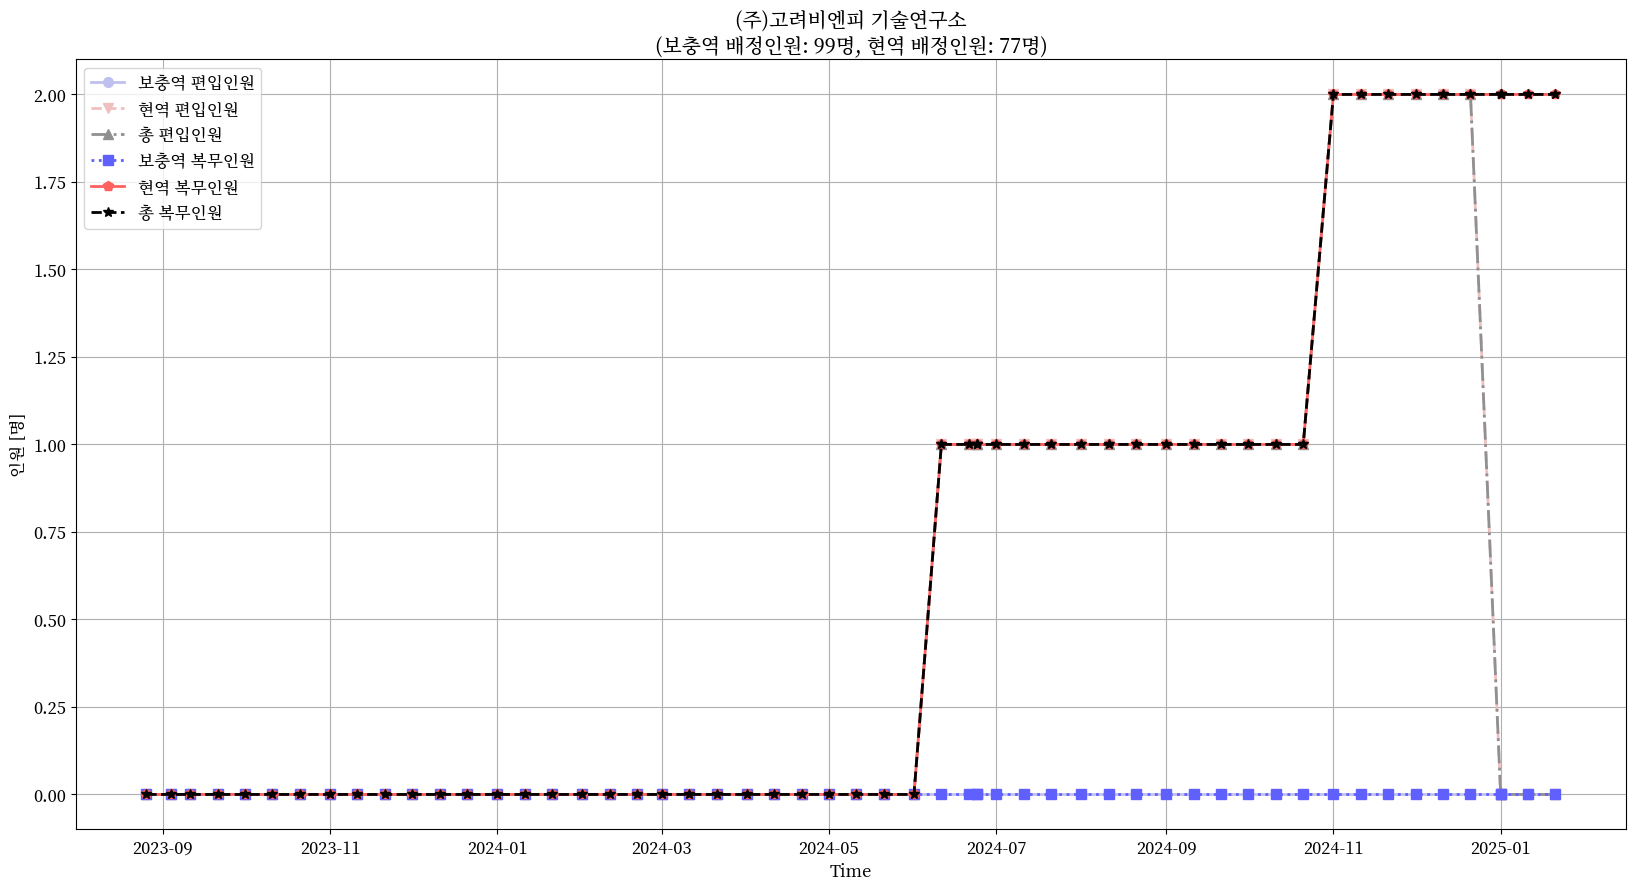 (주)고려비엔피 기술연구소
(보충역 배정인원: 99명, 현역 배정인원: 77명)
보충역 편입인원
현역 편입인원
총 편입인원
보충역 복무인원
현역 복무인원
총 복무인원
2.00
1.75
1.50
1.25
1.00
0.75
0.50
0.25
0.00
인원 [명]
2023-09 2023-11 2024-01 2024-03 2024-05 2024-07 2024-09 2024-11 2025-01
Time